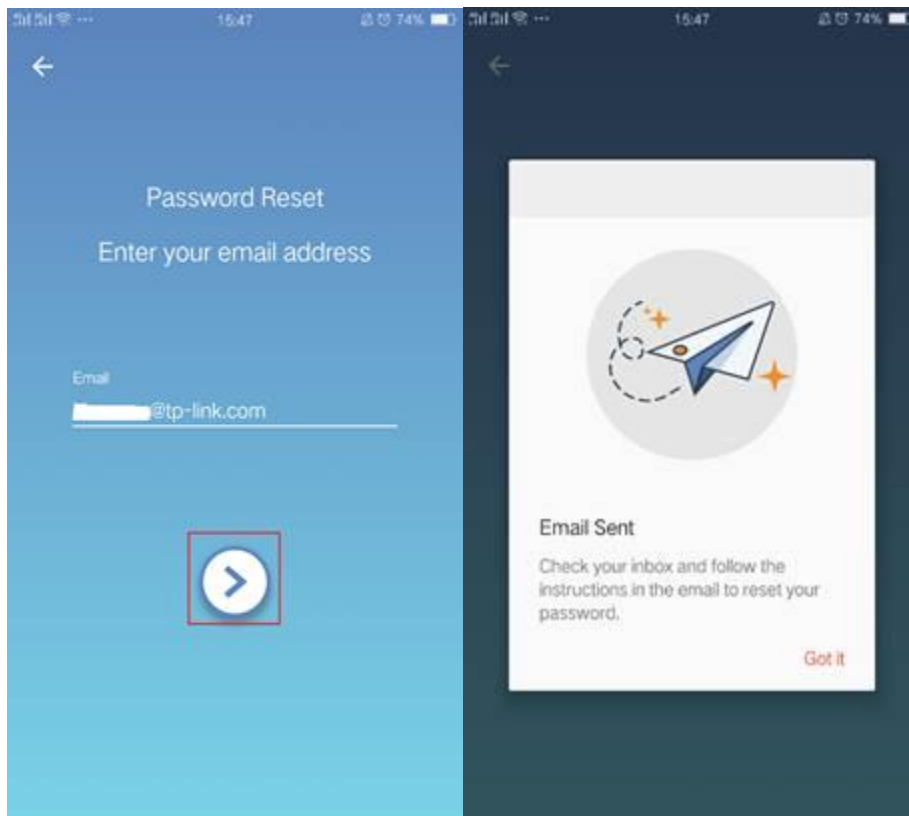 15:47
74%
Password Reset
Enter your email address
Email
@tp-link.com
15:47
74%
Email Sent
Check your inbox and follow the
instructions in the email to reset your
password.
Got it